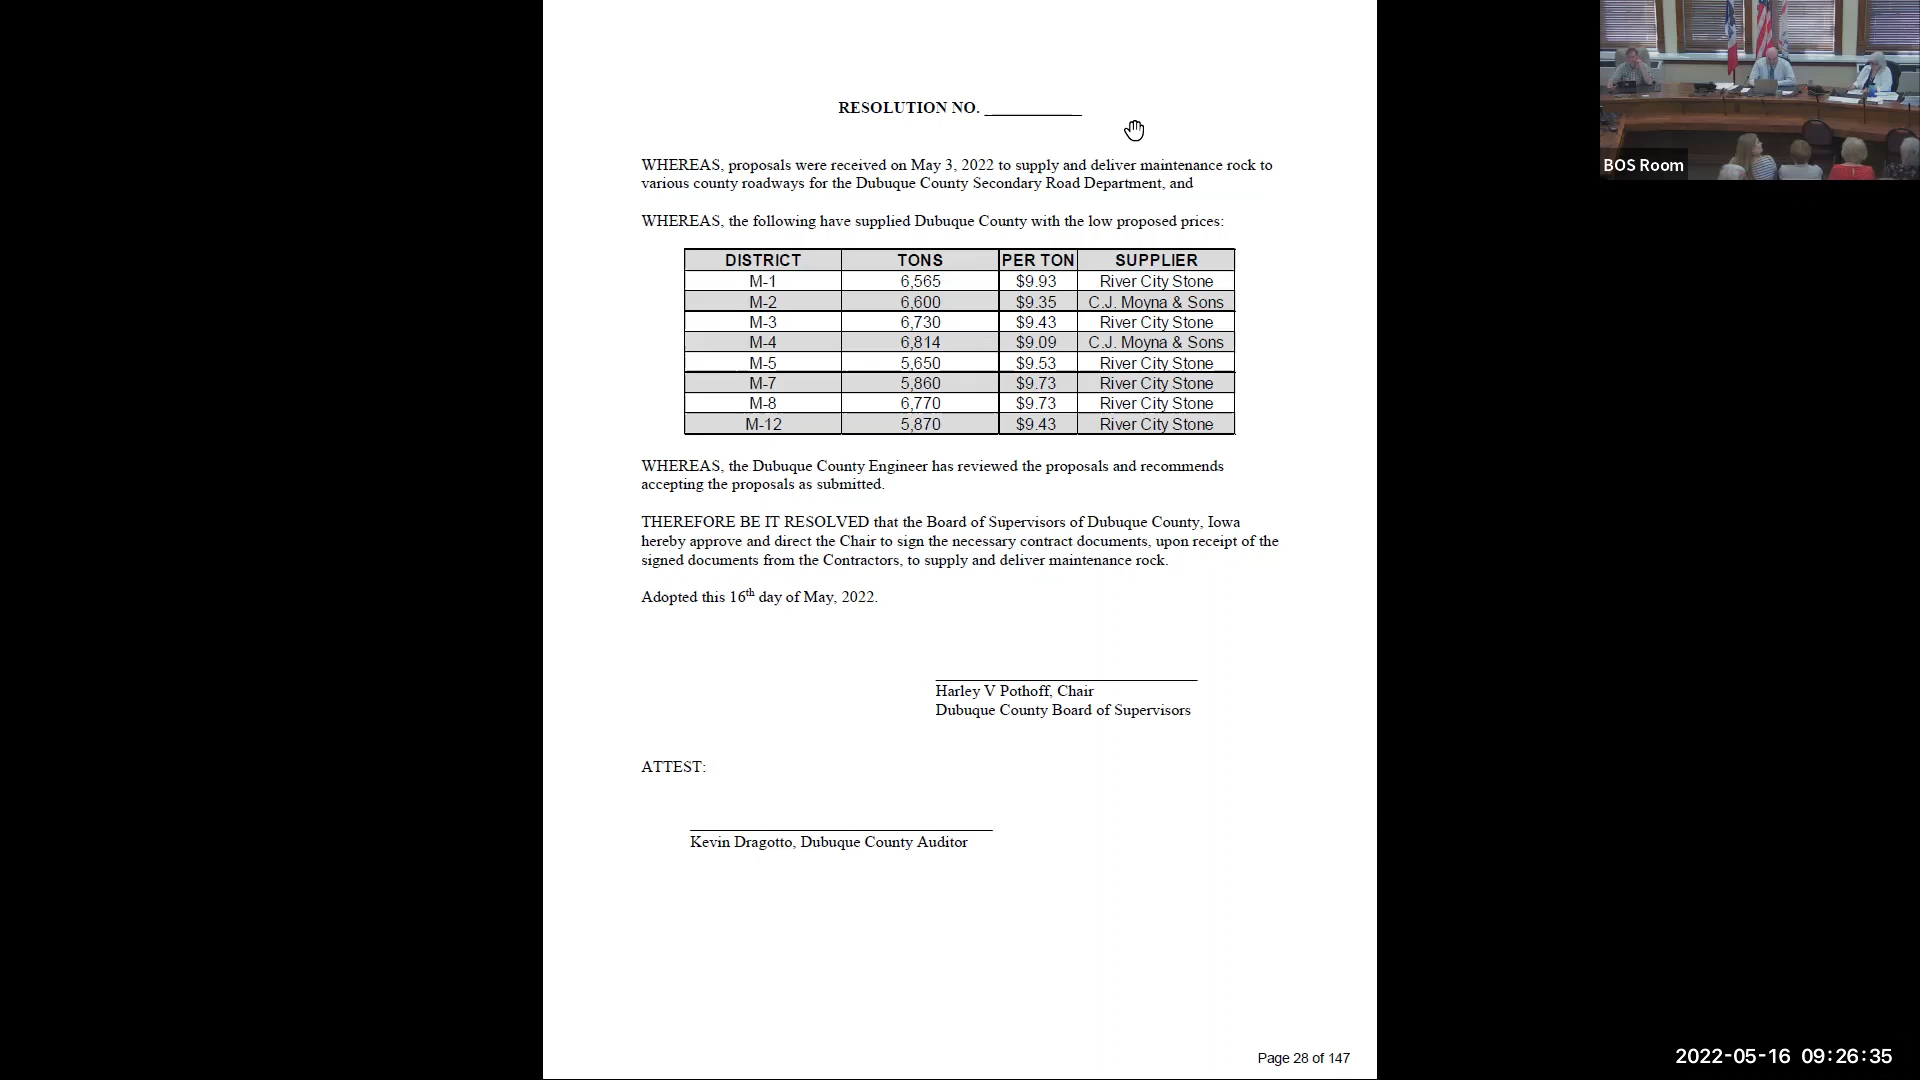 RESOLUTION NO. ____________
WHEREAS, proposals were received on May 3, 2022 to supply and deliver maintenance rock to
various county roadways for the Dubuque County Secondary Road Department, and
WHEREAS, the following have supplied Dubuque County with the low proposed prices:
DISTRICT TONS PER TON SUPPLIER
M-1 6,565 $9.93 River City Stone
M-2 6,600 $9.35 C.J. Moyna & Sons
M-3 6,730 $9.43 River City Stone
M-4 6,814 $9.09 C.J. Moyna & Sons
M-5 5,650 $9.53 River City Stone
M-7 5,860 $9.73 River City Stone
M-8 6,770 $9.73 River City Stone
M-12 5,870 $9.43 River City Stone
WHEREAS, the Dubuque County Engineer has reviewed the proposals and recommends
accepting the proposals as submitted.
THEREFORE BE IT RESOLVED that the Board of Supervisors of Dubuque County, Iowa
hereby approve and direct the Chair to sign the necessary contract documents, upon receipt of the
signed documents from the Contractors, to supply and deliver maintenance rock.
Adopted this 16th day of May, 2022.
Harley V Pothoff, Chair
Dubuque County Board of Supervisors
ATTEST:
Kevin Dragotto, Dubuque County Auditor
Page 28 of 147
BOS Room
2022-05-16 09:26:35